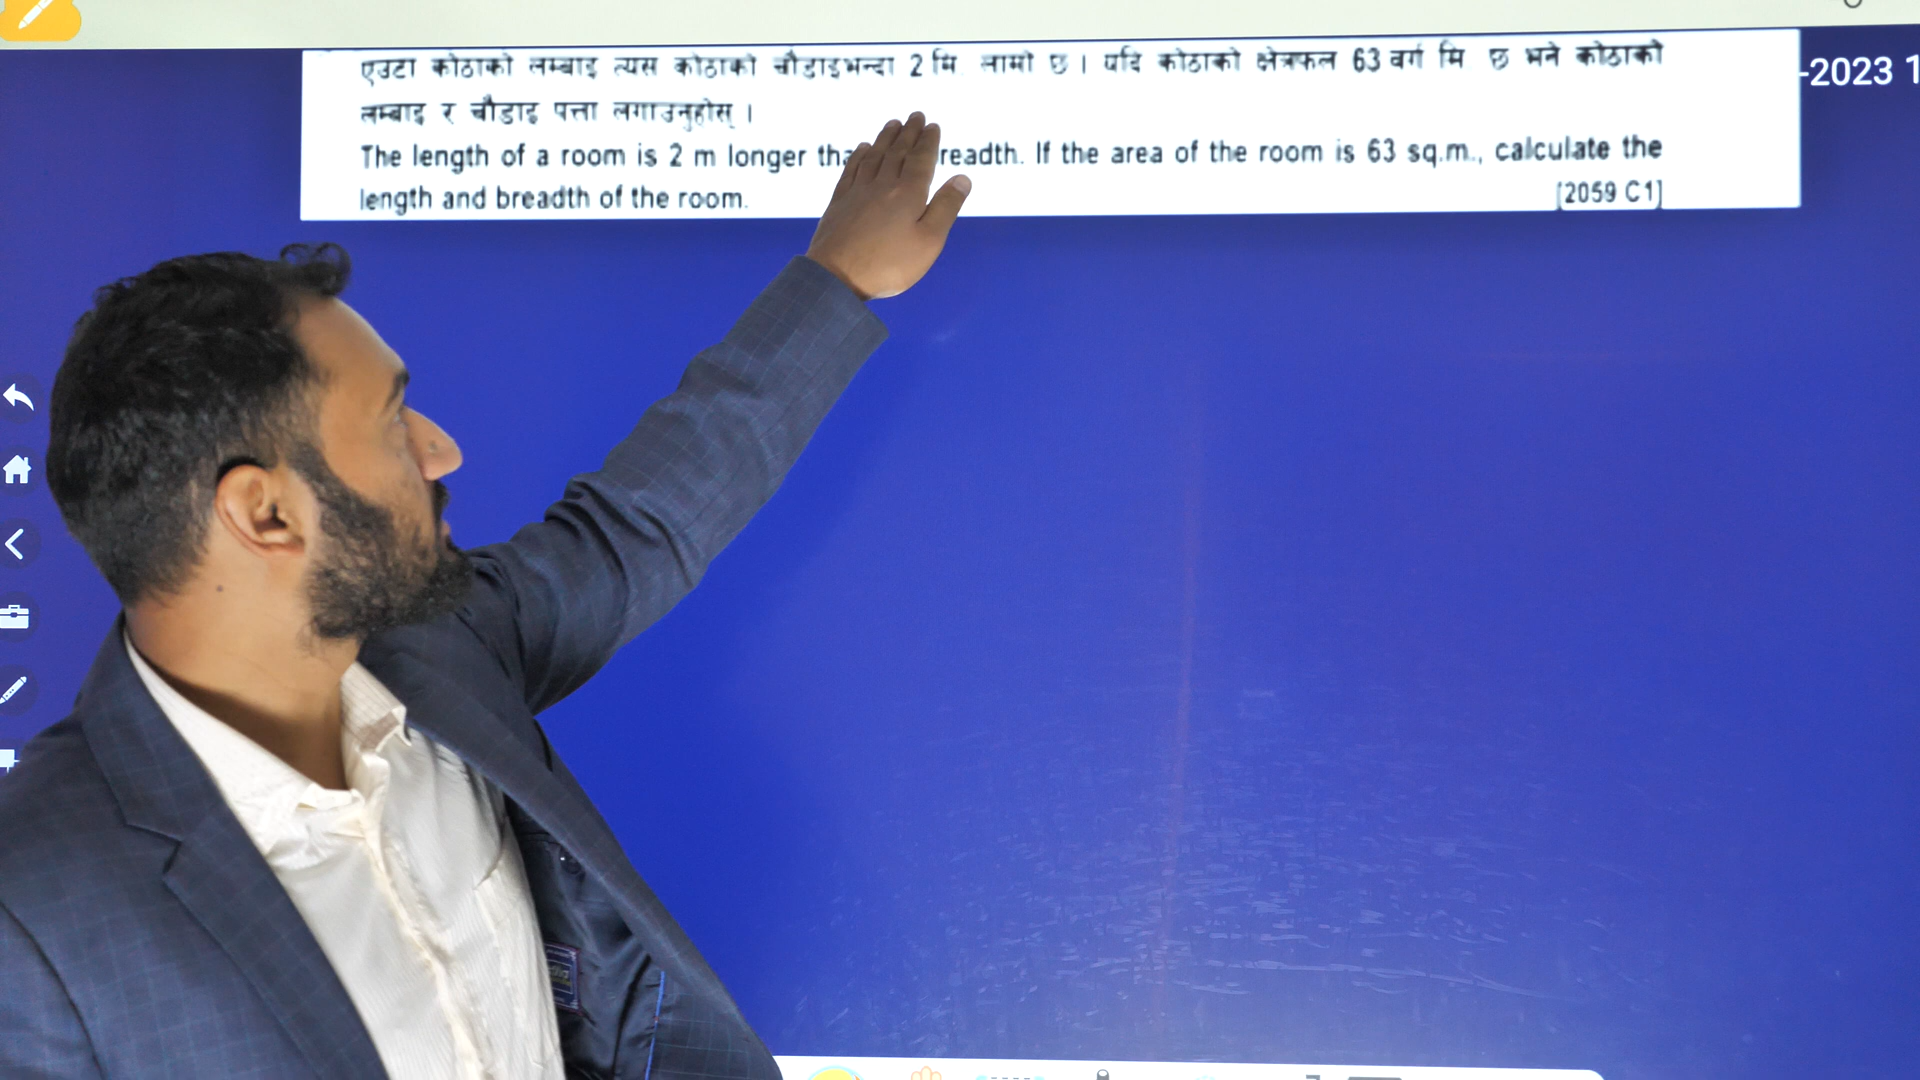 एउटा कोठाको लम्बाइ त्यस कोठाको चौडाइभन्दा 2 मि. लामो छ । यदि कोठाको क्षेत्रफल 63 वर्ग मि छ भने कोठाको
-2023 1
लम्बाइ र चौडाइ पत्ता लगाउनुहोस् ।
The length of a room is 2 m longer tha readth. If the area of the room is 63 sq.m., calculate the
length and breadth of the room. [2059 C1]